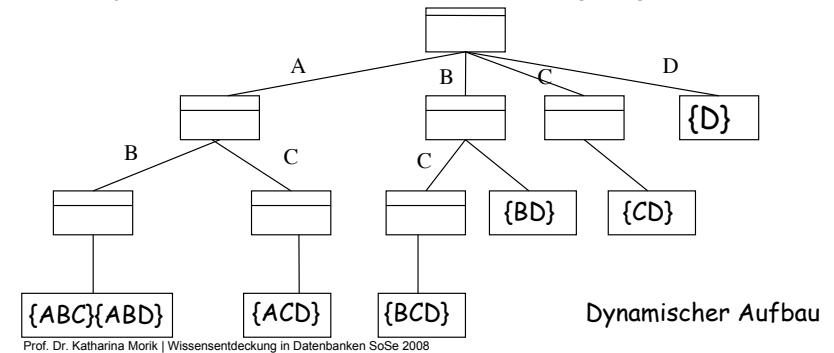 A B C D
{D}
B C C
{BD} {CD}
{ABC}{ABD} {ACD} {BCD} Dynamischer Aufbau
Prof. Dr. Katharina Morik | Wissensentdeckung in Datenbanken SoSe 2008